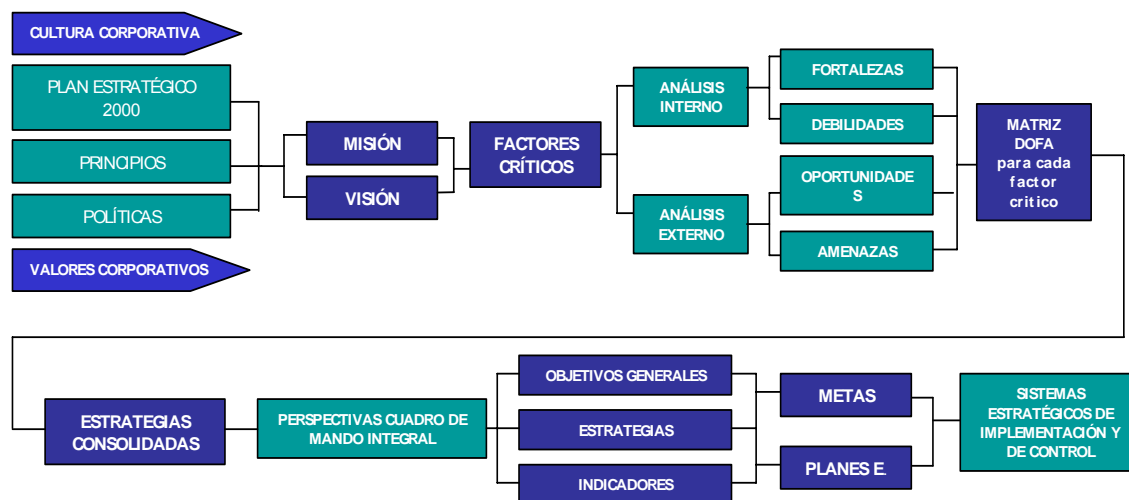 CULTURA CORPORATIVA
PLAN ESTRATÉGICO
2000
PRINCIPIOS
POLÍTICAS
VALORES CORPORATIVOS
MISIÓN
VISIÓN
FACTORES
CRÍTICOS
ANÁLISIS
INTERNO
ANÁLISIS
EXTERNO
FORTALEZAS
DEBILIDADES
OPORTUNIDADE
S
AMENAZAS
MATRIZ
DOFA
para cada
factor
critico
ESTRATEGIAS
CONSOLIDADAS
PERSPECTIVAS CUADRO DE
MANDO INTEGRAL
OBJETIVOS GENERALES
ESTRATEGIAS
INDICADORES
METAS
PLANES E.
SISTEMAS
ESTRATÉGICOS DE
IMPLEMENTACIÓN Y
DE CONTROL